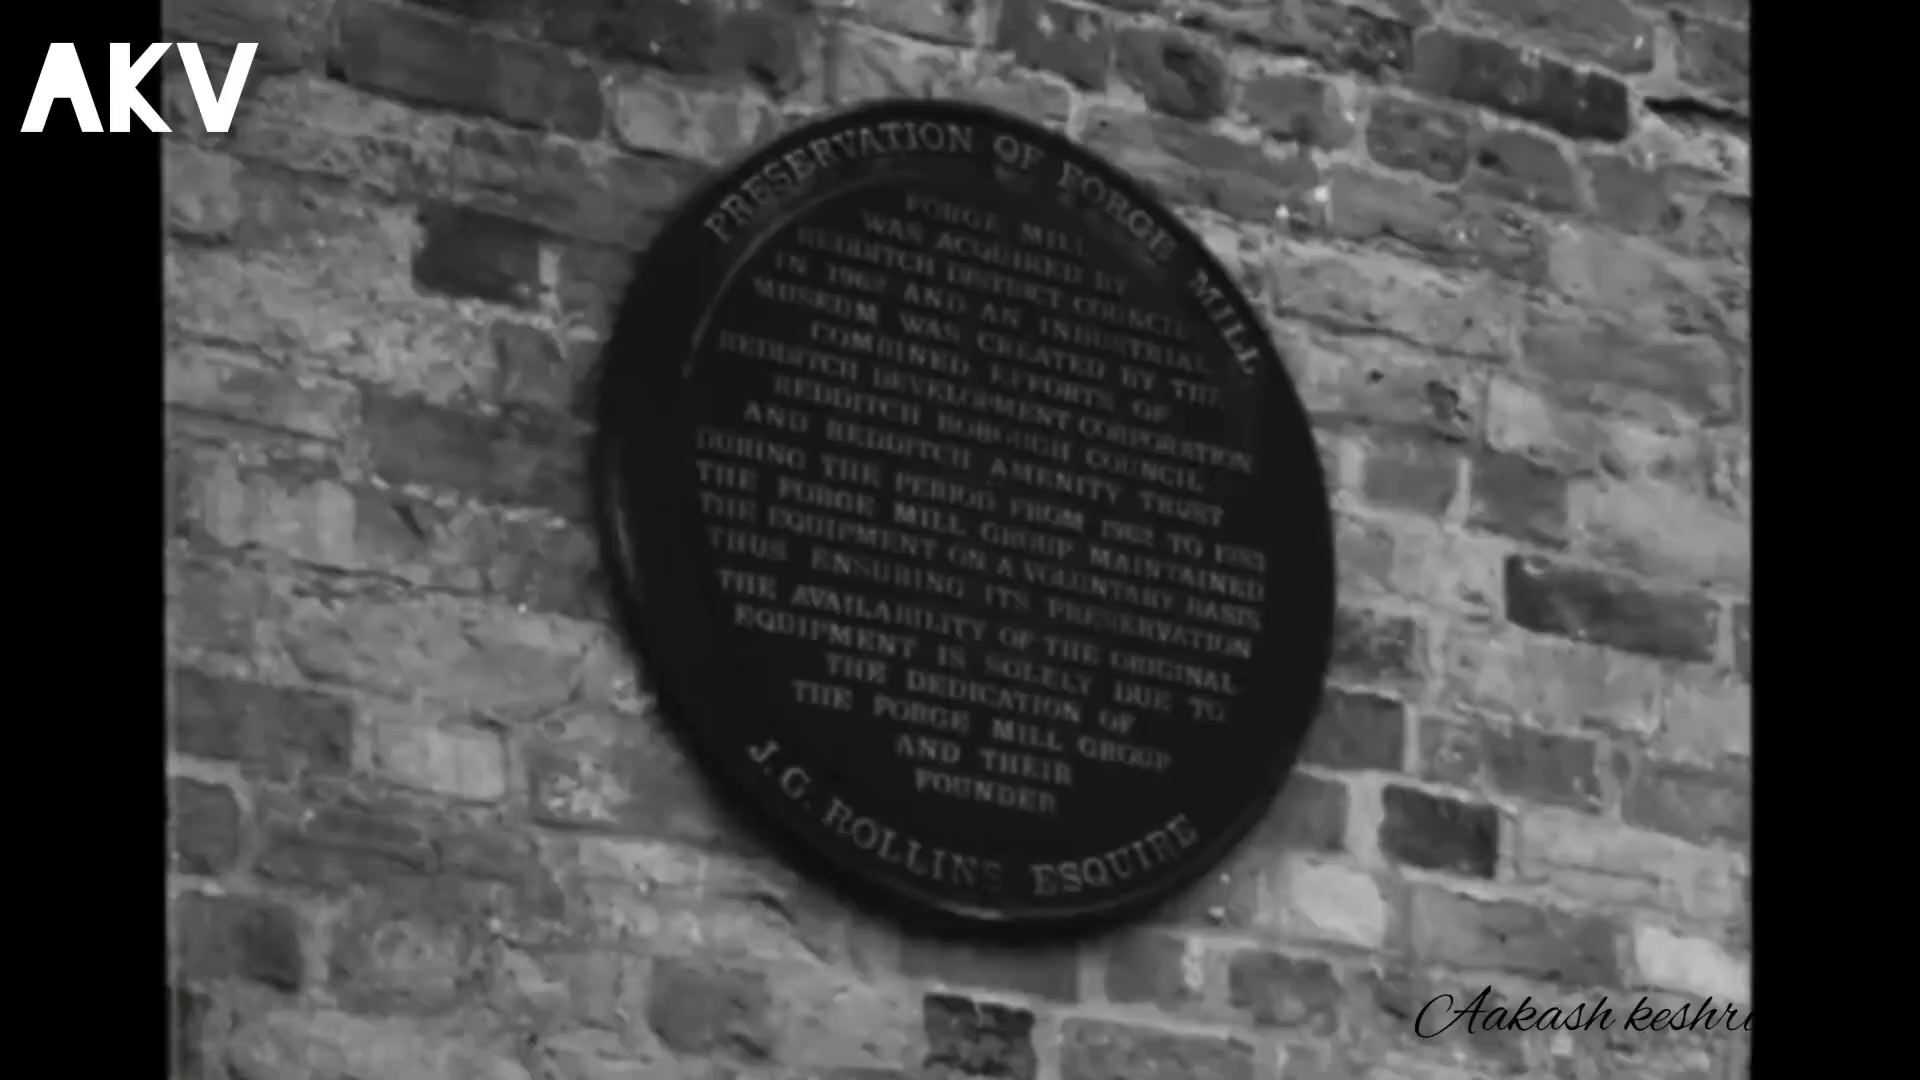 AKV
PRESERVATION OF FORGE MILL
FORGE MILL
WAS ACQUIRED BY
REDDITCH DISTRICT COUNCIL
IN AND AN INDUSTRIAL
MUSEUM WAS CREATED BY THE
COMBINED EFFORTS OF
REDDITCH DEVELOPMENT CORPORATION
REDDITCH BOROUGH COUNCIL
AND REDDITCH AMENITY TRUST
DURING THE PERIOD FROM 1962 TO 1983
THE FORGE MILL GROUP MAINTAINED
THE EQUIPMENT ON A VOLUNTARY BASIS
THUS ENSURING ITS PRESERVATION
THE AVAILABILITY OF THE ORIGINAL
EQUIPMENT IS SOLELY DUE TO
THE DEDICATION OF
THE FORGE MILL GROUP
AND THEIR
FOUNDER
J.G. ROLLINS ESQUIRE
Aakash keshri